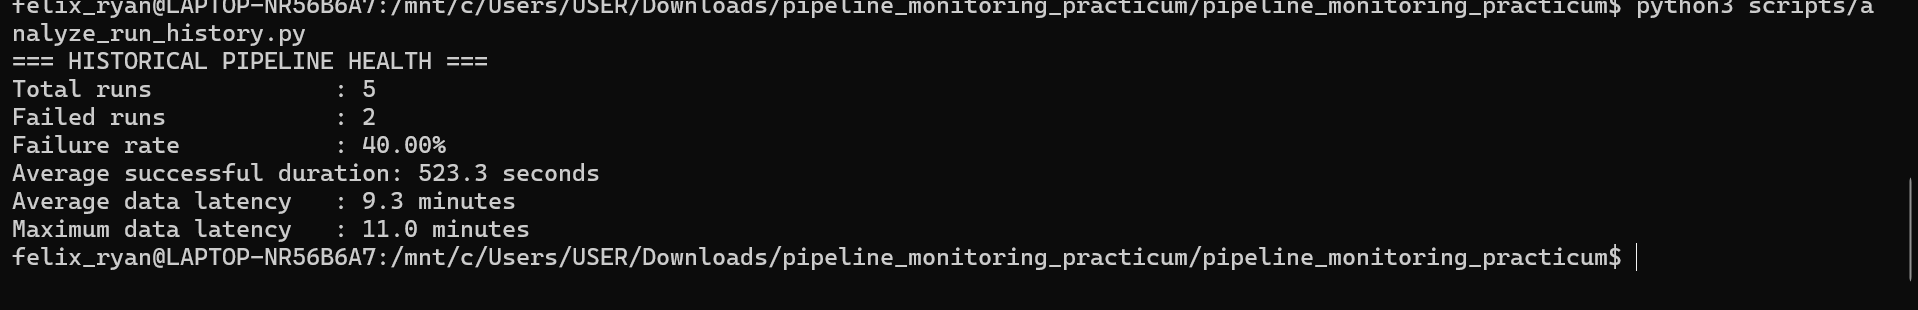 felix_ryan@LAPTOP-NR56B6A7:/mnt/c/Users/USER/Downloads/pipeline_monitoring_practicum/pipeline_monitoring_practicum$ python3 scripts/a
nalyze_run_history.py
=== HISTORICAL PIPELINE HEALTH ===
Total runs             : 5
Failed runs            : 2
Failure rate           : 40.00%
Average successful duration: 523.3 seconds
Average data latency   : 9.3 minutes
Maximum data latency   : 11.0 minutes
felix_ryan@LAPTOP-NR56B6A7:/mnt/c/Users/USER/Downloads/pipeline_monitoring_practicum/pipeline_monitoring_practicum$